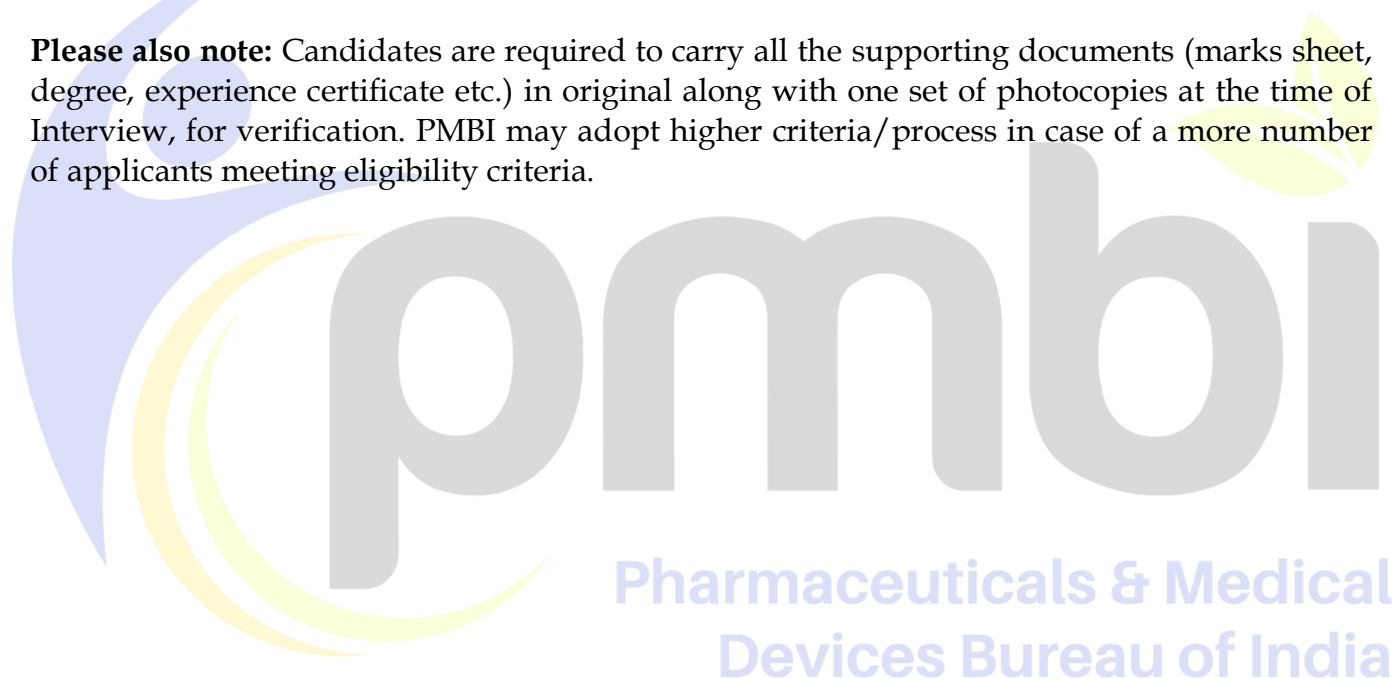 Please also note: Candidates are required to carry all the supporting documents (marks sheet,
degree, experience certificate etc.) in original along with one set of photocopies at the time of
Interview, for verification. PMBI may adopt higher criteria/process in case of a more number
of applicants meeting eligibility criteria.
pmbi
Pharmaceuticals & Medical
Devices Bureau of India